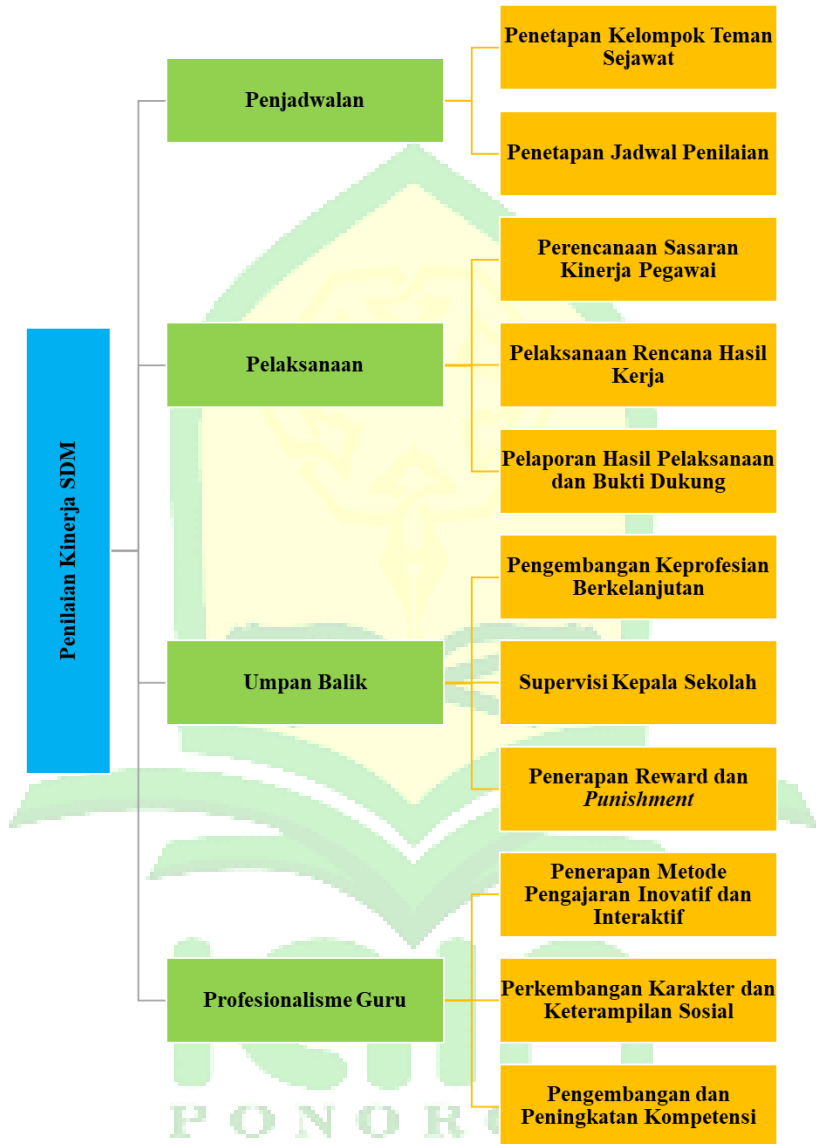 Penilaian Kinerja SDM
Penjadwalan
Penetapan Kelompok Teman
Sejawat
Penetapan Jadwal Penilaian
Pelaksanaan
Perencanaan Sasaran
Kinerja Pegawai
Pelaksanaan Rencana Hasil
Kerja
Pelaporan Hasil Pelaksanaan
dan Bukti Dukung
Umpan Balik
Pengembangan Keprofesian
Berkelanjutan
Supervisi Kepala Sekolah
Penerapan Reward dan
Punishment
Profesionalisme Guru
Penerapan Metode
Pengajaran Inovatif dan
Interaktif
Perkembangan Karakter dan
Keterampilan Sosial
Pengembangan dan
Peningkatan Kompetensi